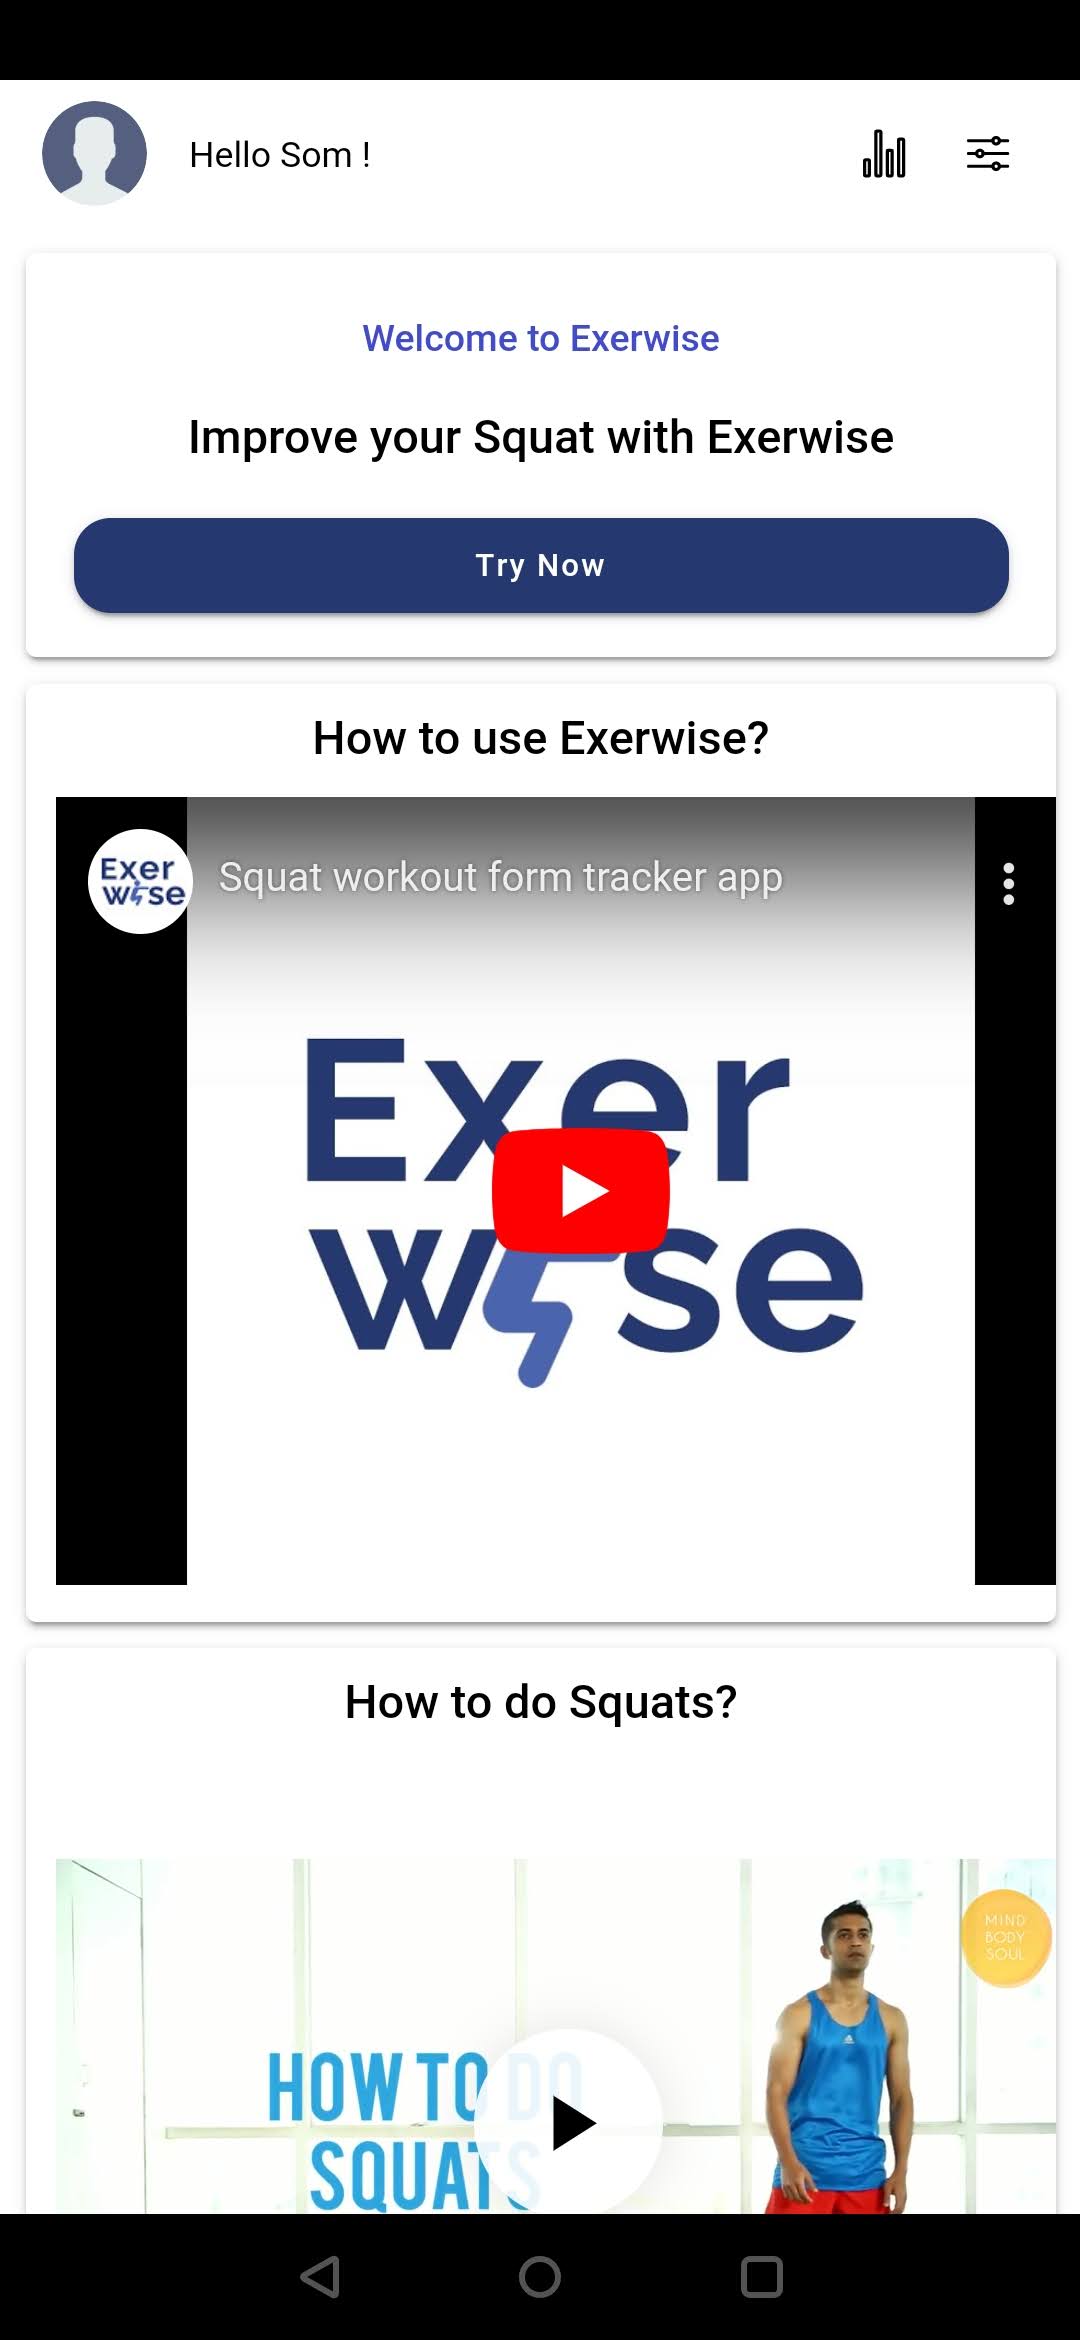 Hello Som !
Welcome to Exerwise
Improve your Squat with Exerwise
Try Now
How to use Exerwise?
Exer
wise
Squat workout form tracker app
Exer
wise
How to do Squats?
MIND
BODY
SOUL
HOW TO DO
SQUATS